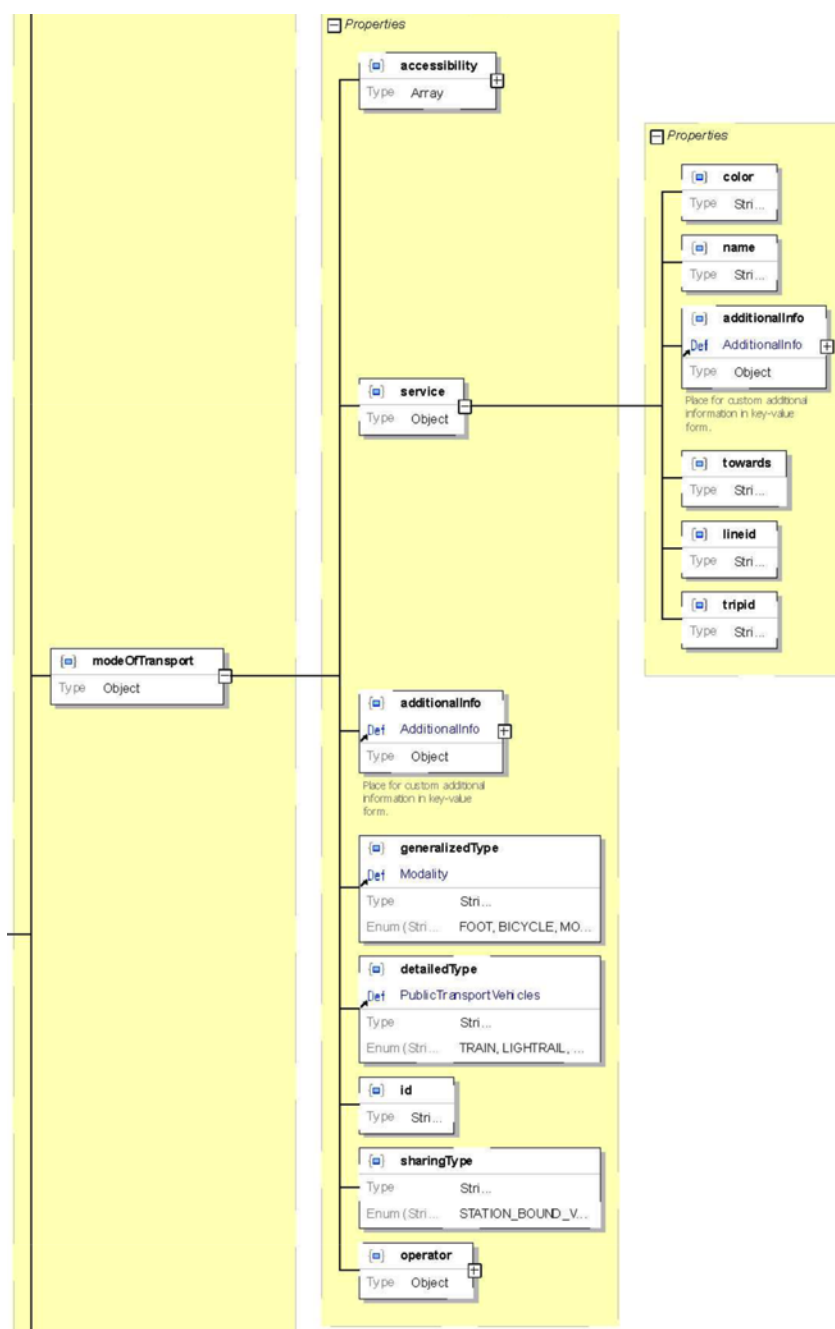 Properties
accessibility
Type Array
Properties
color
Type Stri...
name
Type Stri...
additionalInfo
Def AdditionalInfo
Type Object
Place for custom additional
information in key-value
form.
service
Type Object
towards
Type Stri...
lineid
Type Stri...
tripid
Type Stri...
modeOfTransport
Type Object
additionalInfo
Def AdditionalInfo
Type Object
Place for custom additional
information in key-value
form.
generalizedType
Def Modality
Type Stri...
Enum (Stri... FOOT, BICYCLE, MO...
detailedType
Def PublicTransportVehicles
Type Stri...
Enum (Stri... TRAIN, LIGHTRAIL, ...
id
Type Stri...
sharingType
Type Stri...
Enum (Stri... STATION_BOUND_V...
operator
Type Object